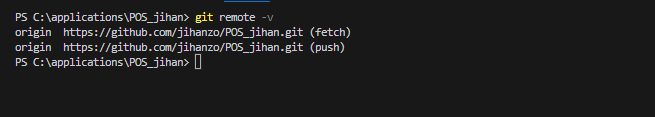 PS C:\applications\POS_jihan> git remote -v
origin  https://github.com/jihanzo/POS_jihan.git (fetch)
origin  https://github.com/jihanzo/POS_jihan.git (push)
PS C:\applications\POS_jihan>